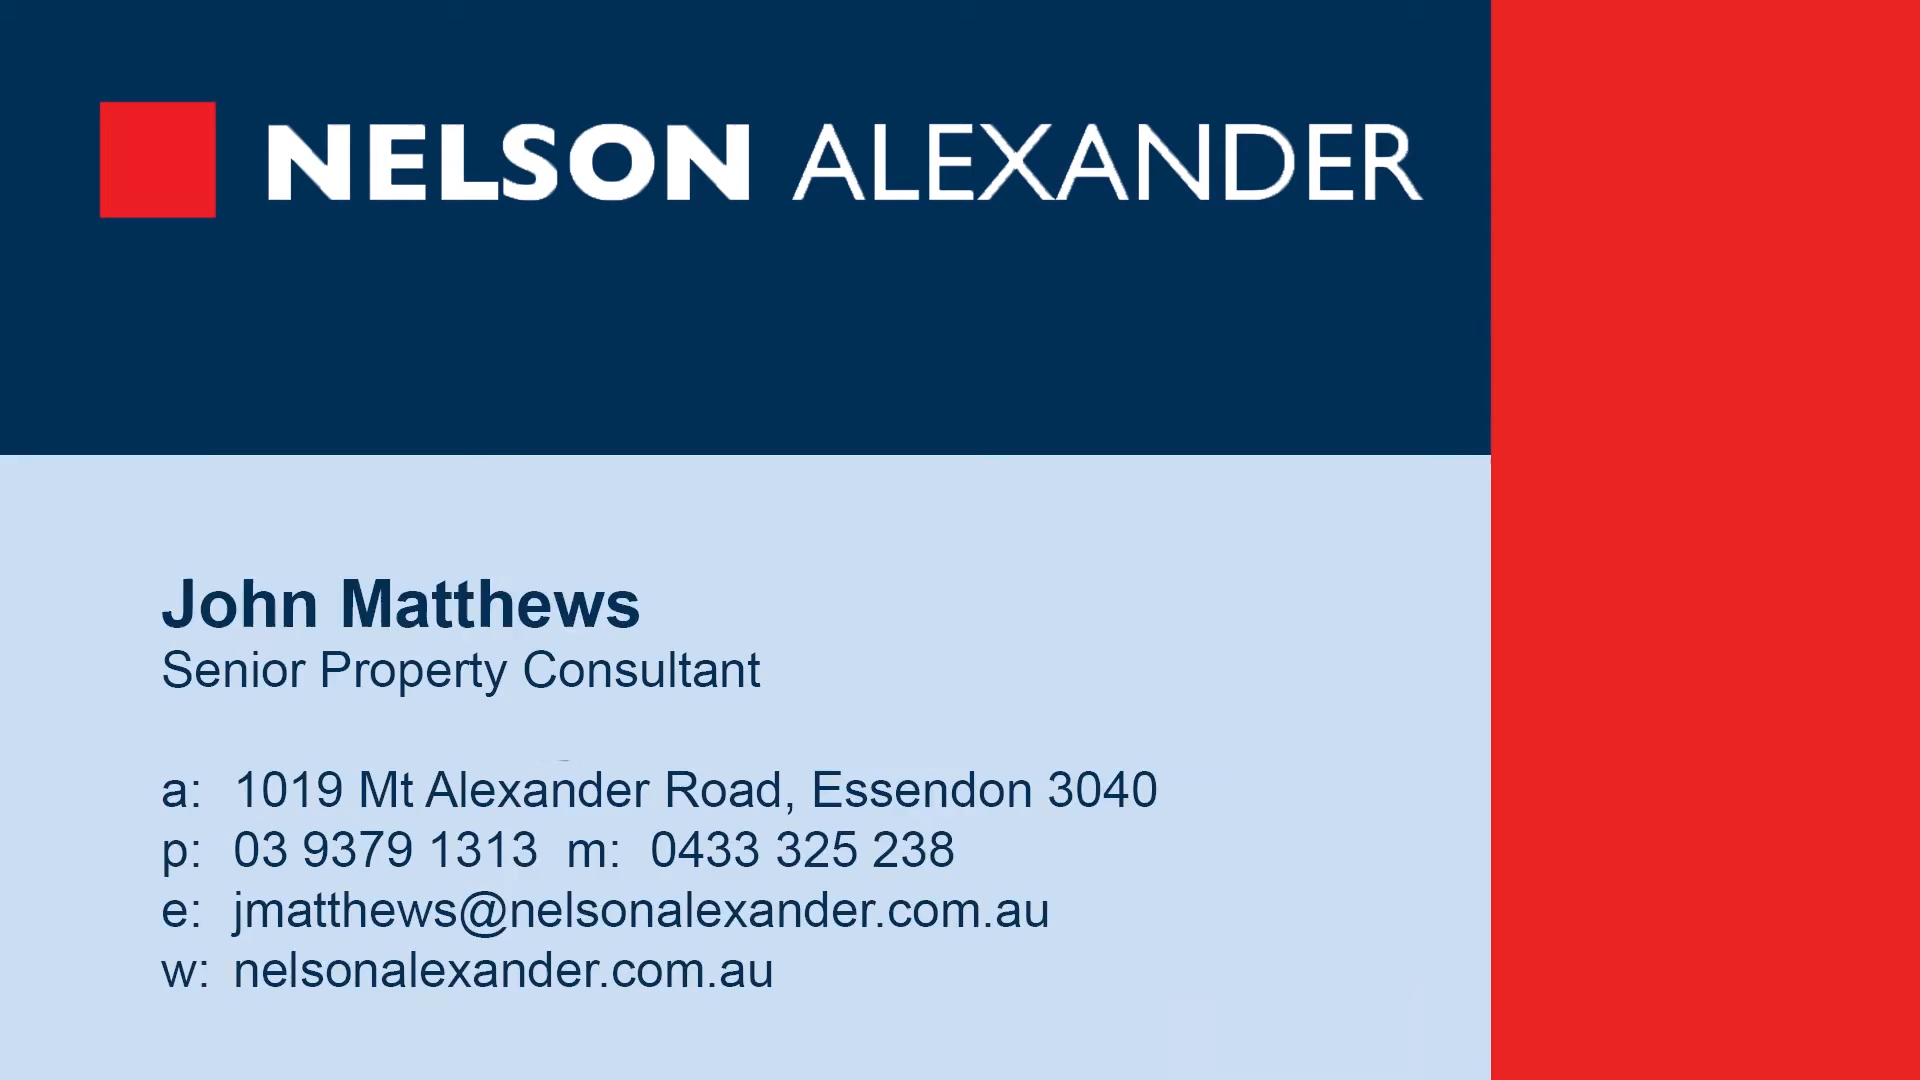 NELSON ALEXANDER
John Matthews
Senior Property Consultant
a: 1019 Mt Alexander Road, Essendon 3040
p: 03 9379 1313 m: 0433 325 238
e: jmatthews@nelsonalexander.com.au
w: nelsonalexander.com.au